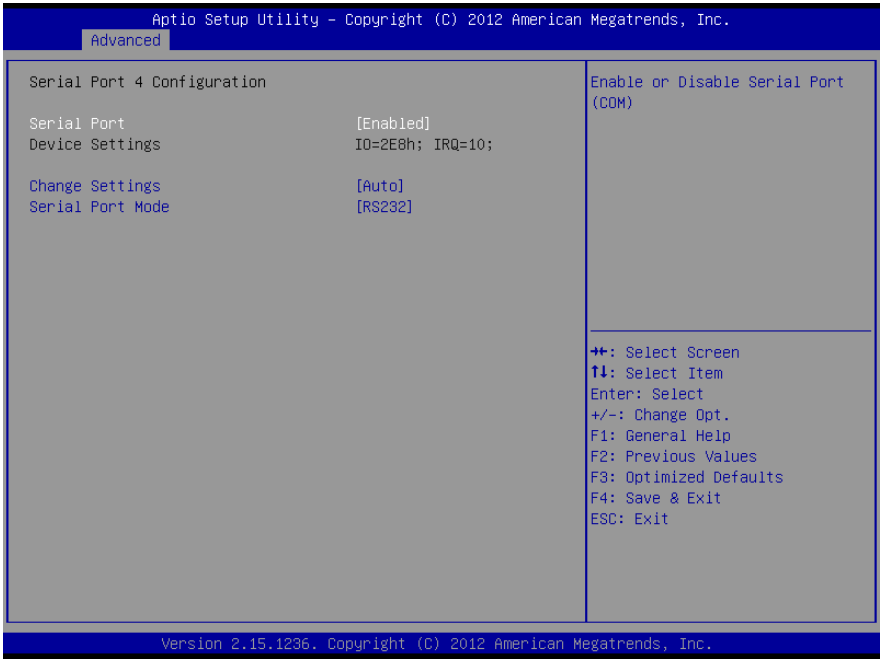 Aptio Setup Utility – Copyright (C) 2012 American Megatrends, Inc.
Advanced
Serial Port 4 Configuration
Serial Port [Enabled]
Device Settings IO=2E8h; IRQ=10;
Change Settings [Auto]
Serial Port Mode [RS232]
Enable or Disable Serial Port
(COM)
→←: Select Screen
↑↓: Select Item
Enter: Select
+/-: Change Opt.
F1: General Help
F2: Previous Values
F3: Optimized Defaults
F4: Save & Exit
ESC: Exit
Version 2.15.1236. Copyright (C) 2012 American Megatrends, Inc.